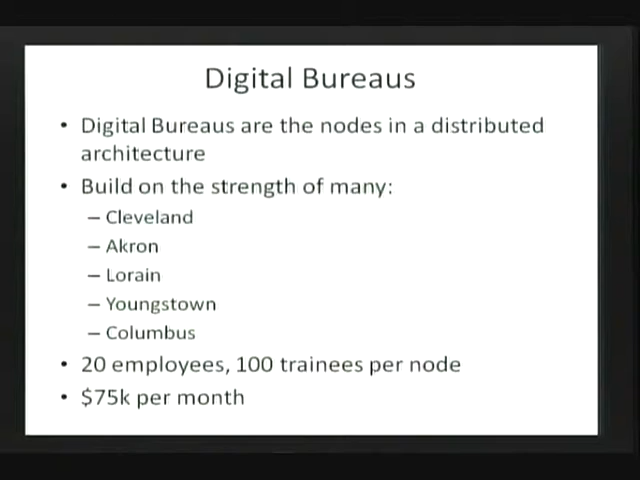 Digital Bureaus
• Digital Bureaus are the nodes in a distributed
architecture
• Build on the strength of many:
– Cleveland
– Akron
– Lorain
– Youngstown
– Columbus
• 20 employees, 100 trainees per node
• $75k per month